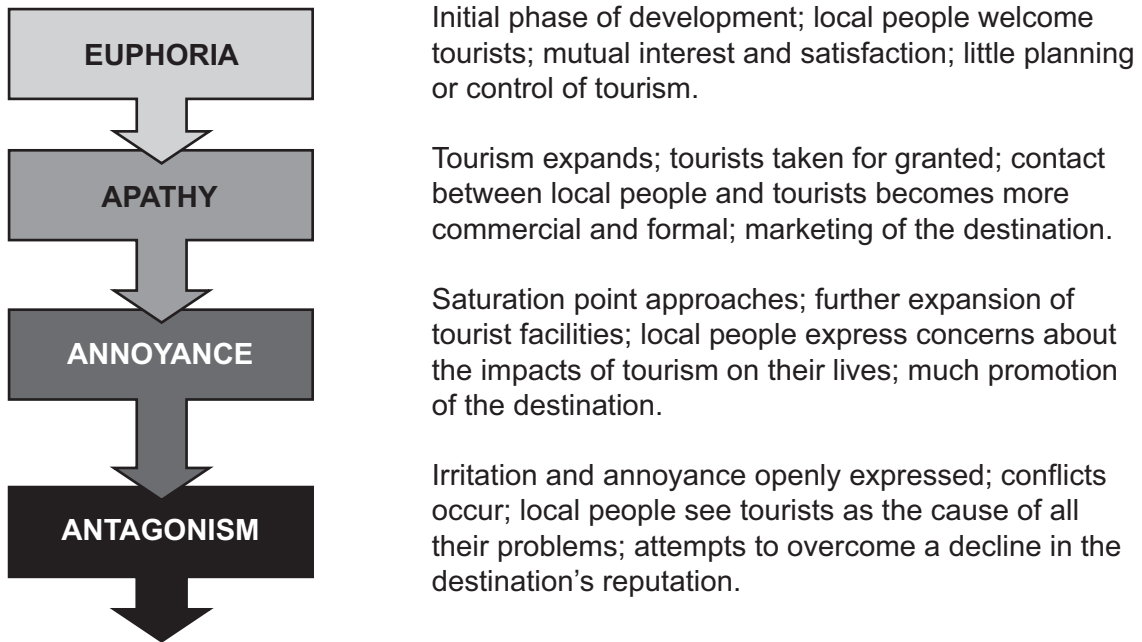 EUPHORIA
Initial phase of development; local people welcome
tourists; mutual interest and satisfaction; little planning
or control of tourism.
APATHY
Tourism expands; tourists taken for granted; contact
between local people and tourists becomes more
commercial and formal; marketing of the destination.
ANNOYANCE
Saturation point approaches; further expansion of
tourist facilities; local people express concerns about
the impacts of tourism on their lives; much promotion
of the destination.
ANTAGONISM
Irritation and annoyance openly expressed; conflicts
occur; local people see tourists as the cause of all
their problems; attempts to overcome a decline in the
destination’s reputation.